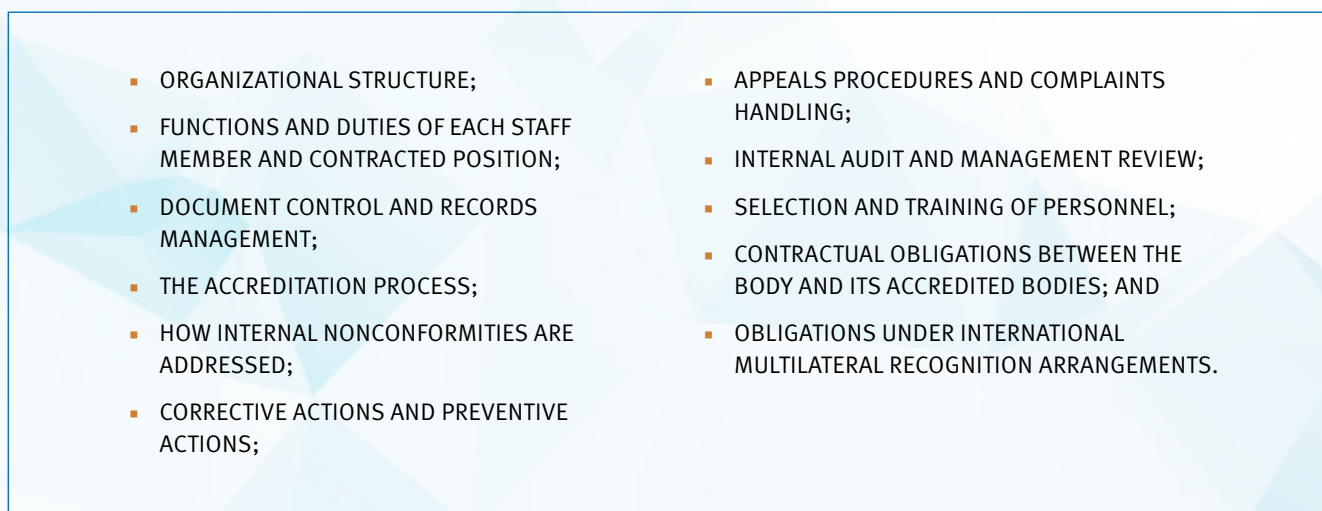 ▪ ORGANIZATIONAL STRUCTURE;
▪ FUNCTIONS AND DUTIES OF EACH STAFF
MEMBER AND CONTRACTED POSITION;
▪ DOCUMENT CONTROL AND RECORDS
MANAGEMENT;
▪ THE ACCREDITATION PROCESS;
▪ HOW INTERNAL NONCONFORMITIES ARE
ADDRESSED;
▪ CORRECTIVE ACTIONS AND PREVENTIVE
ACTIONS;
▪ APPEALS PROCEDURES AND COMPLAINTS
HANDLING;
▪ INTERNAL AUDIT AND MANAGEMENT REVIEW;
▪ SELECTION AND TRAINING OF PERSONNEL;
▪ CONTRACTUAL OBLIGATIONS BETWEEN THE
BODY AND ITS ACCREDITED BODIES; AND
▪ OBLIGATIONS UNDER INTERNATIONAL
MULTILATERAL RECOGNITION ARRANGEMENTS.